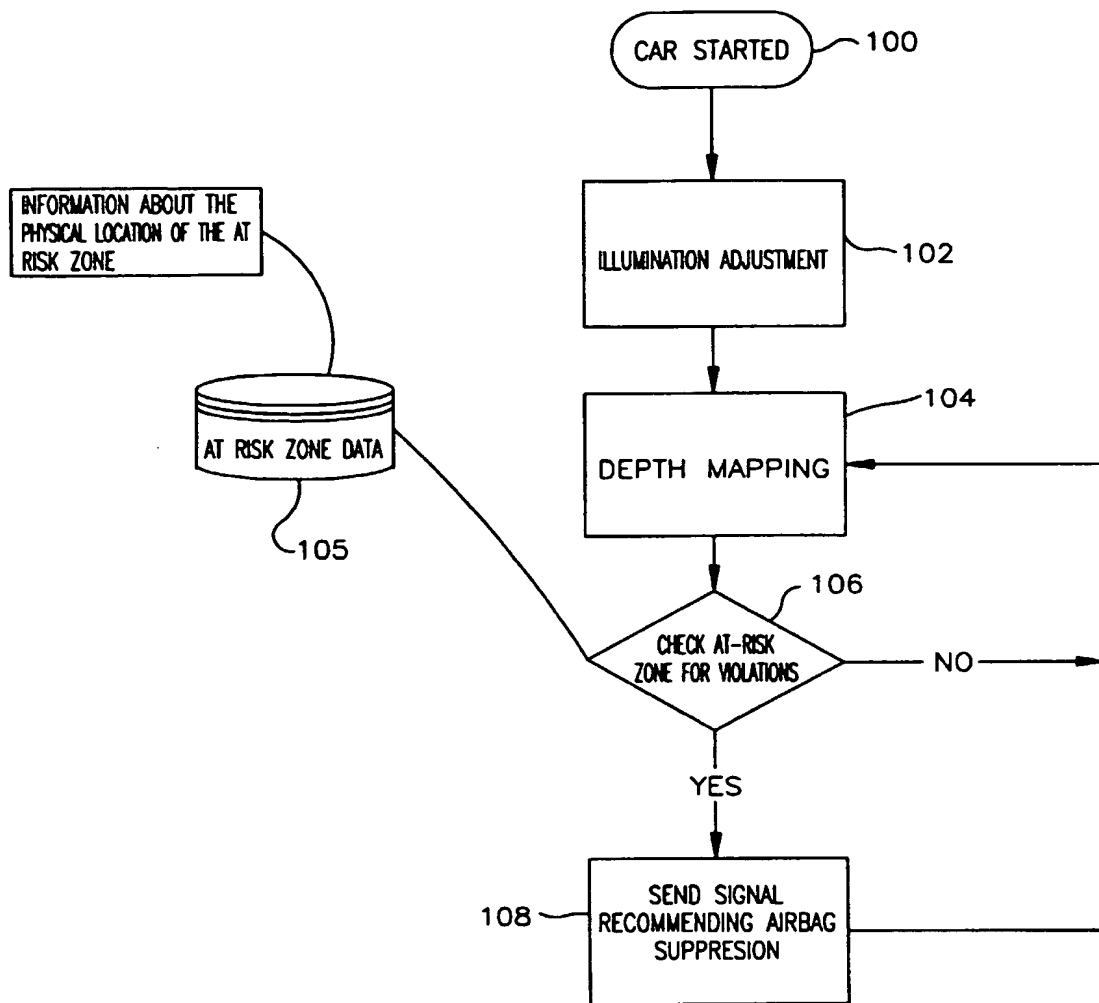 CAR STARTED
100
INFORMATION ABOUT THE
PHYSICAL LOCATION OF THE AT
RISK ZONE
ILLUMINATION ADJUSTMENT
102
AT RISK ZONE DATA
105
DEPTH MAPPING
104
CHECK AT-RISK
ZONE FOR VIOLATIONS
106
NO
YES
SEND SIGNAL
RECOMMENDING AIRBAG
SUPPRESION
108